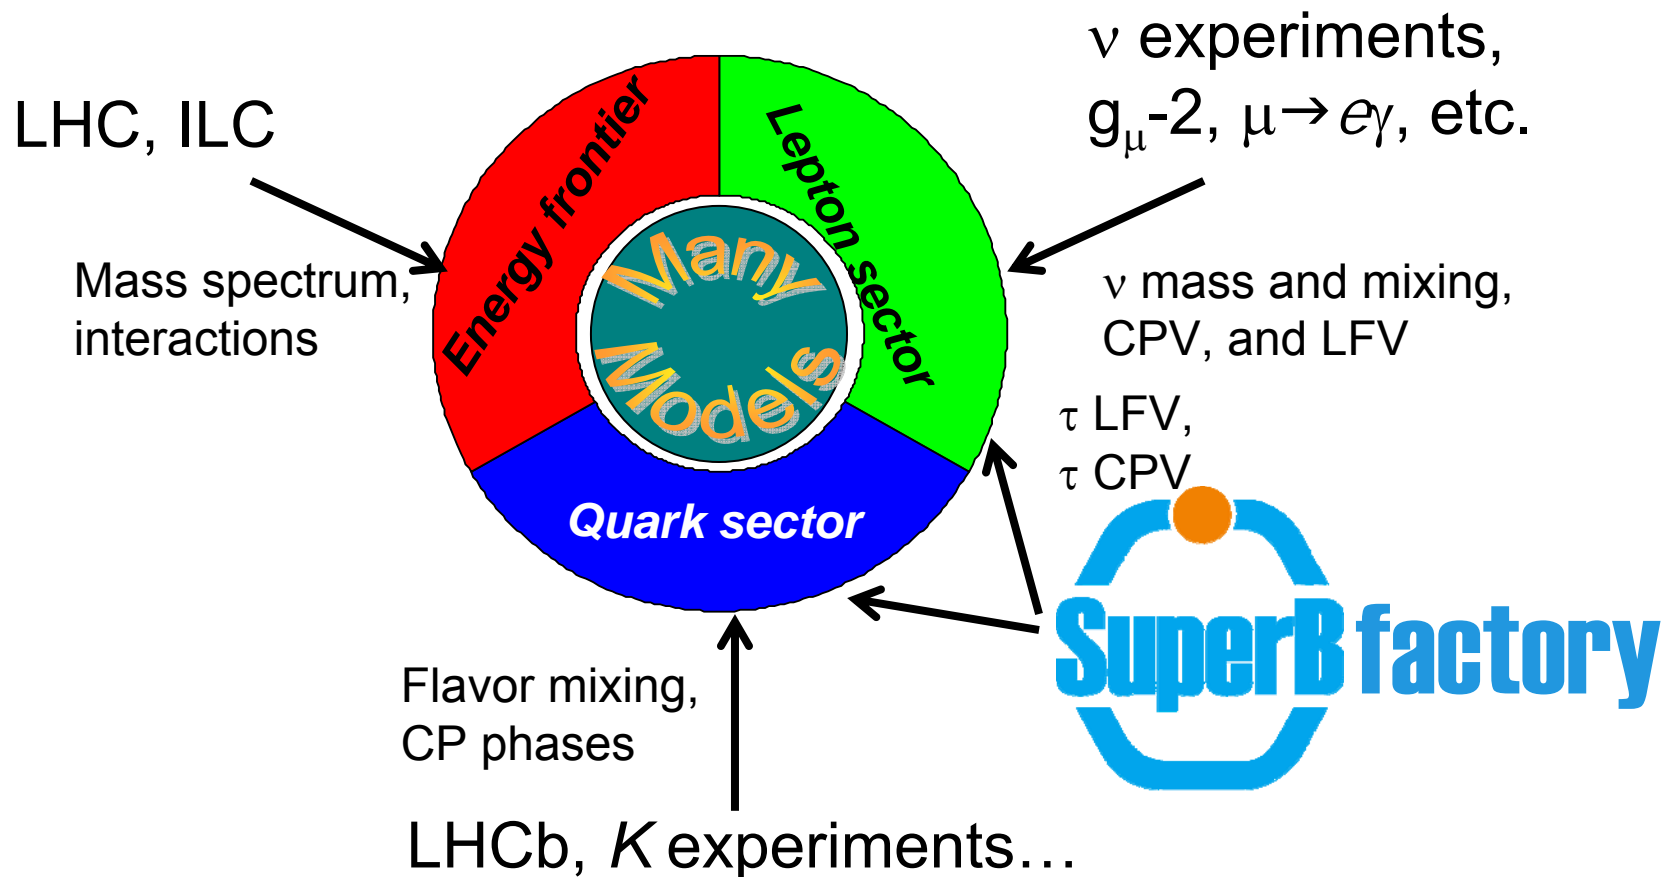 ν experiments,
g_μ-2, μ→eγ, etc.
LHC, ILC
Energy frontier
Lepton sector
Many
Models
Mass spectrum,
interactions
ν mass and mixing,
CPV, and LFV
τ LFV,
τ CPV
Quark sector
SuperB factory
Flavor mixing,
CP phases
LHCb, K experiments…